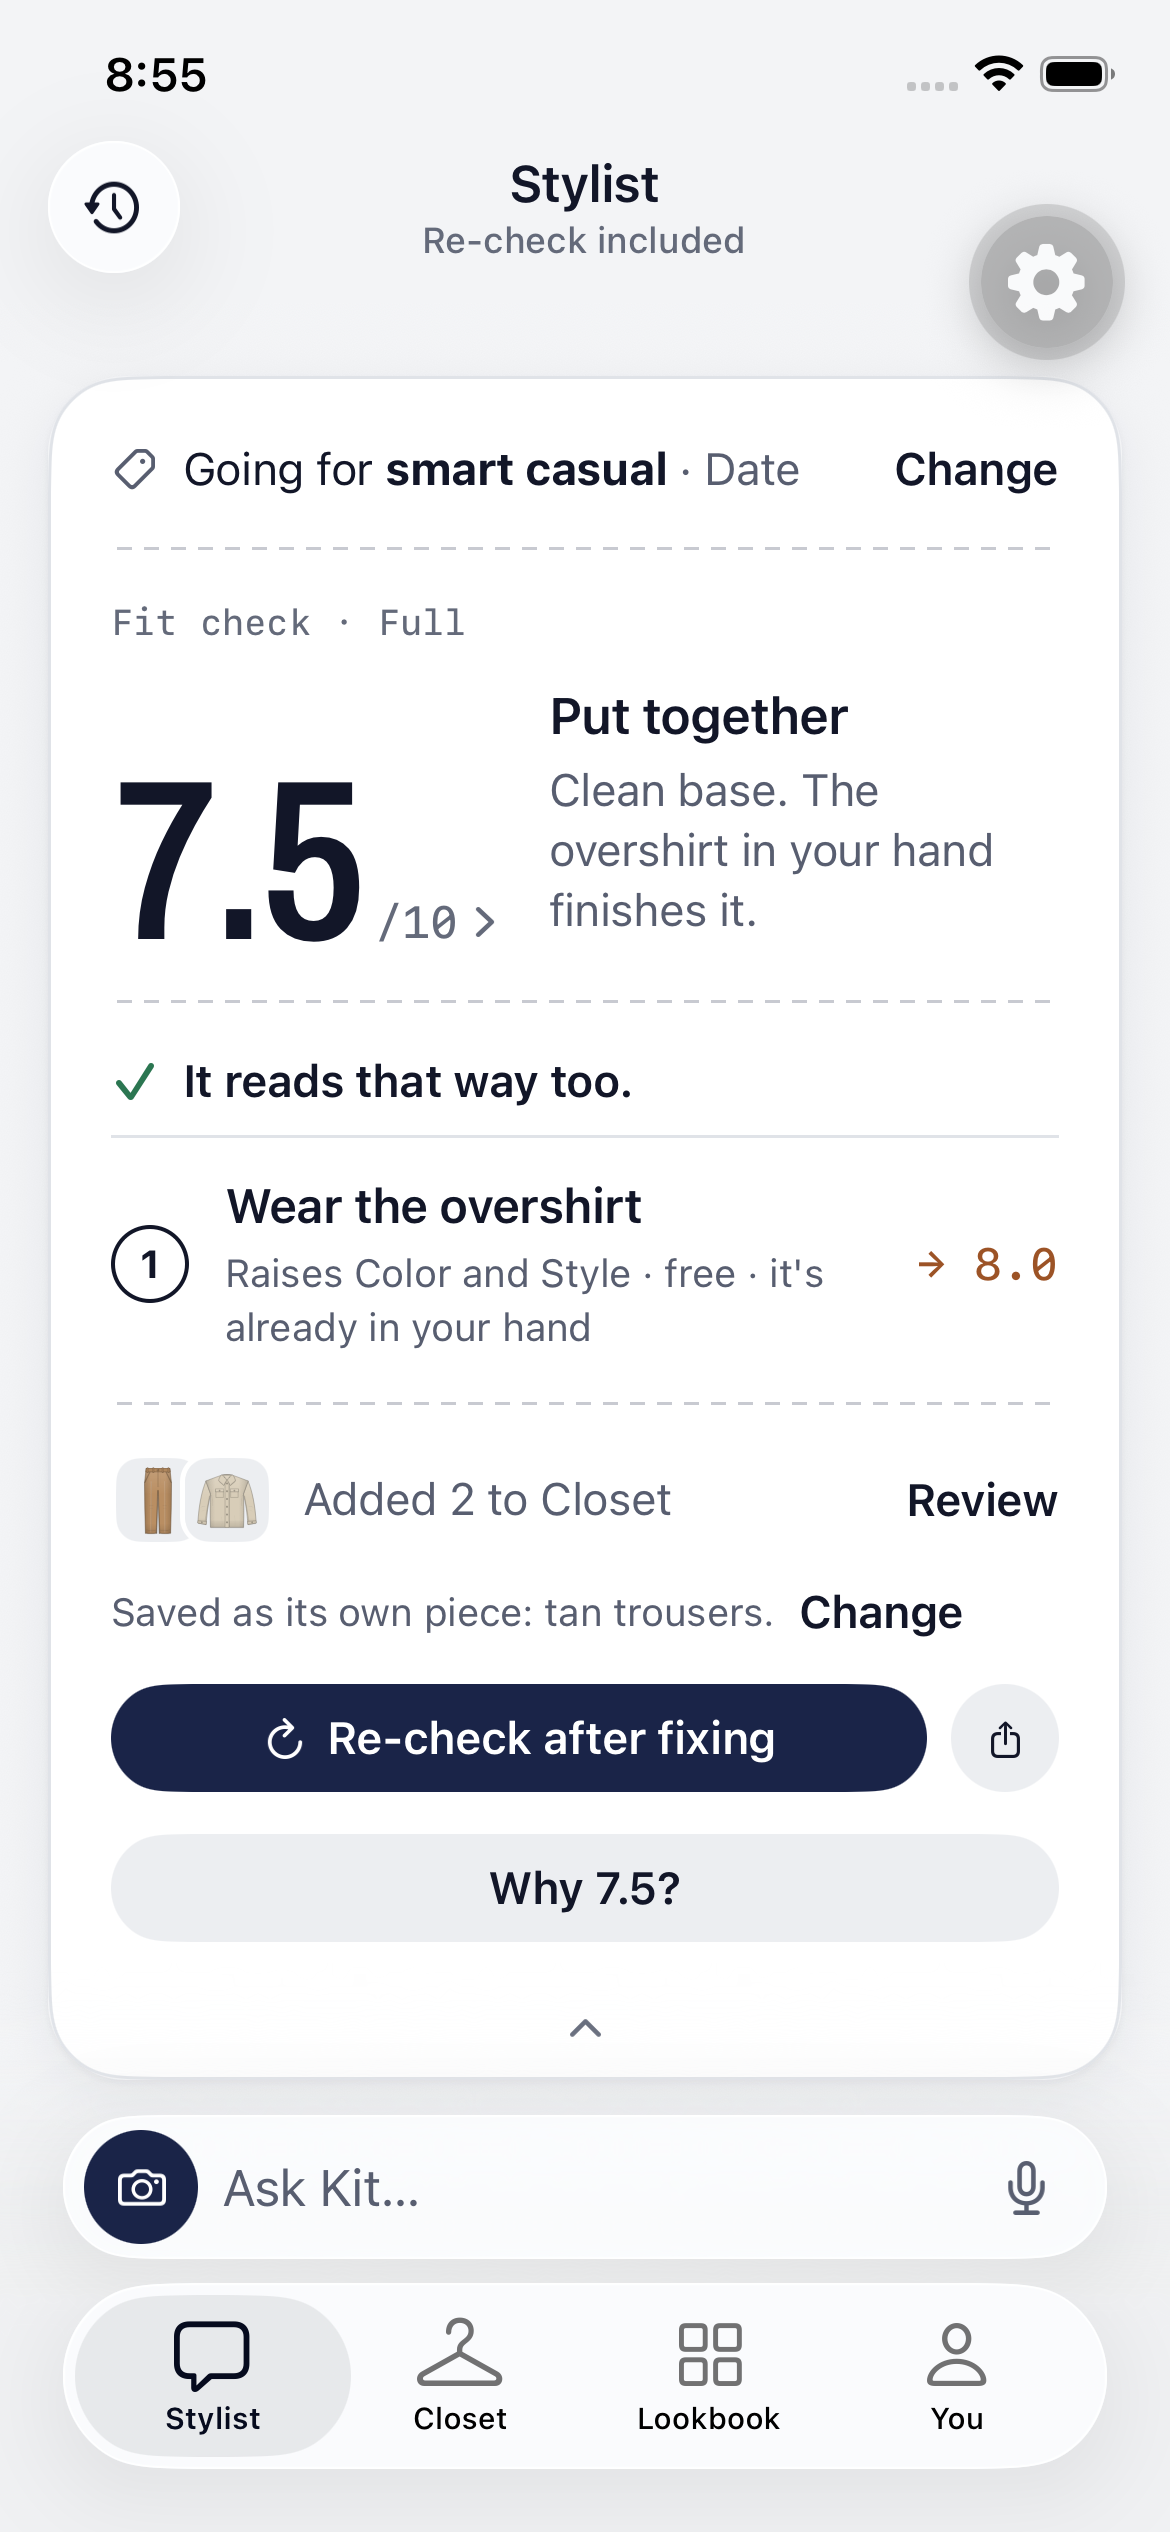 8:55
Stylist
Re-check included
Going for smart casual · Date
Change
Fit check · Full
7.5 /10
Put together
Clean base. The
overshirt in your hand
finishes it.
It reads that way too.
1
Wear the overshirt
Raises Color and Style · free · it's
already in your hand
→ 8.0
Added 2 to Closet
Review
Saved as its own piece: tan trousers. Change
Re-check after fixing
Why 7.5?
Ask Kit...
Stylist
Closet
Lookbook
You